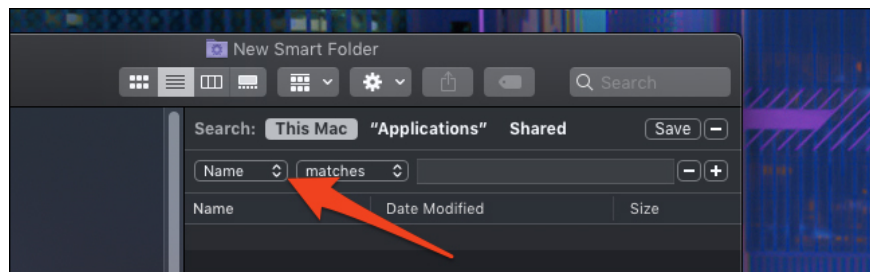 New Smart Folder
Search
Search: This Mac “Applications” Shared Save
Name matches
Name Date Modified Size